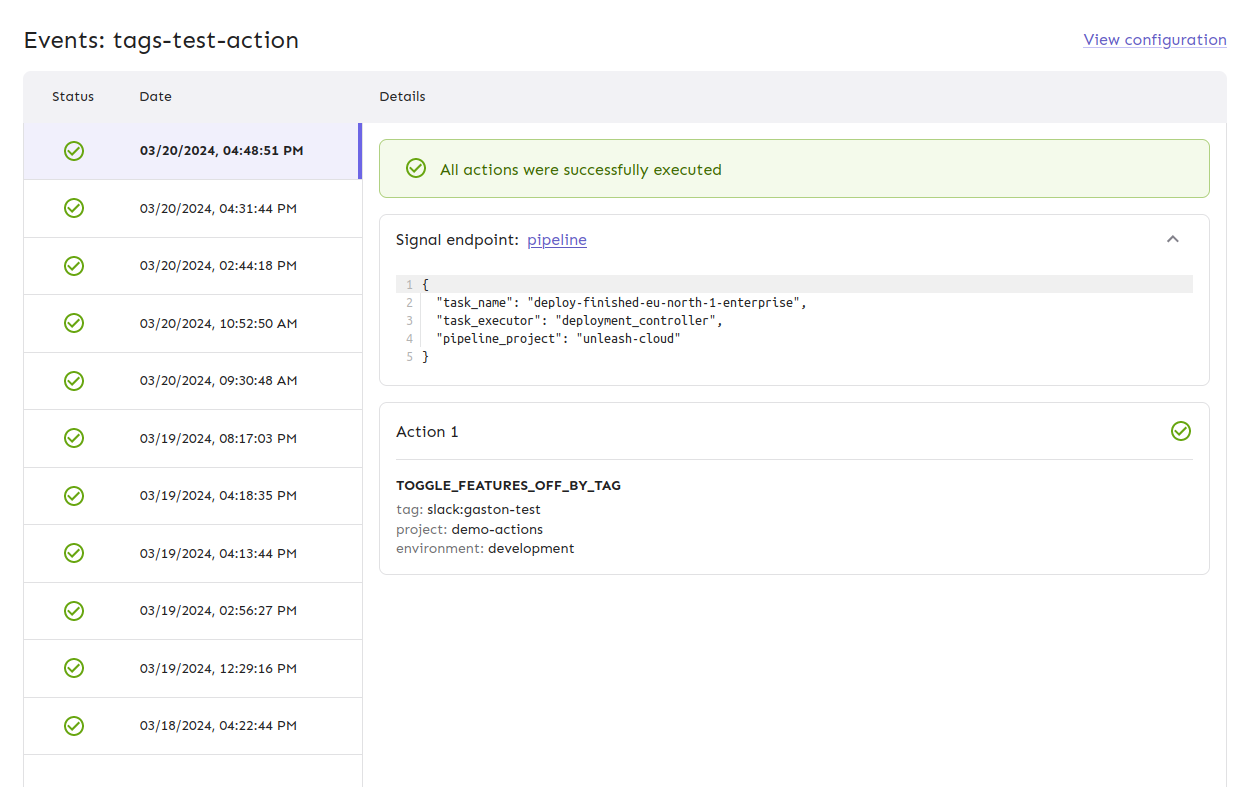 Events: tags-test-action
View configuration
Status Date Details
03/20/2024, 04:48:51 PM
03/20/2024, 04:31:44 PM
03/20/2024, 02:44:18 PM
03/20/2024, 10:52:50 AM
03/20/2024, 09:30:48 AM
03/19/2024, 08:17:03 PM
03/19/2024, 04:18:35 PM
03/19/2024, 04:13:44 PM
03/19/2024, 02:56:27 PM
03/19/2024, 12:29:16 PM
03/18/2024, 04:22:44 PM
All actions were successfully executed
Signal endpoint: pipeline
1 {
2 "task_name": "deploy-finished-eu-north-1-enterprise",
3 "task_executor": "deployment_controller",
4 "pipeline_project": "unleash-cloud"
5 }
Action 1
TOGGLE_FEATURES_OFF_BY_TAG
tag: slack:gaston-test
project: demo-actions
environment: development